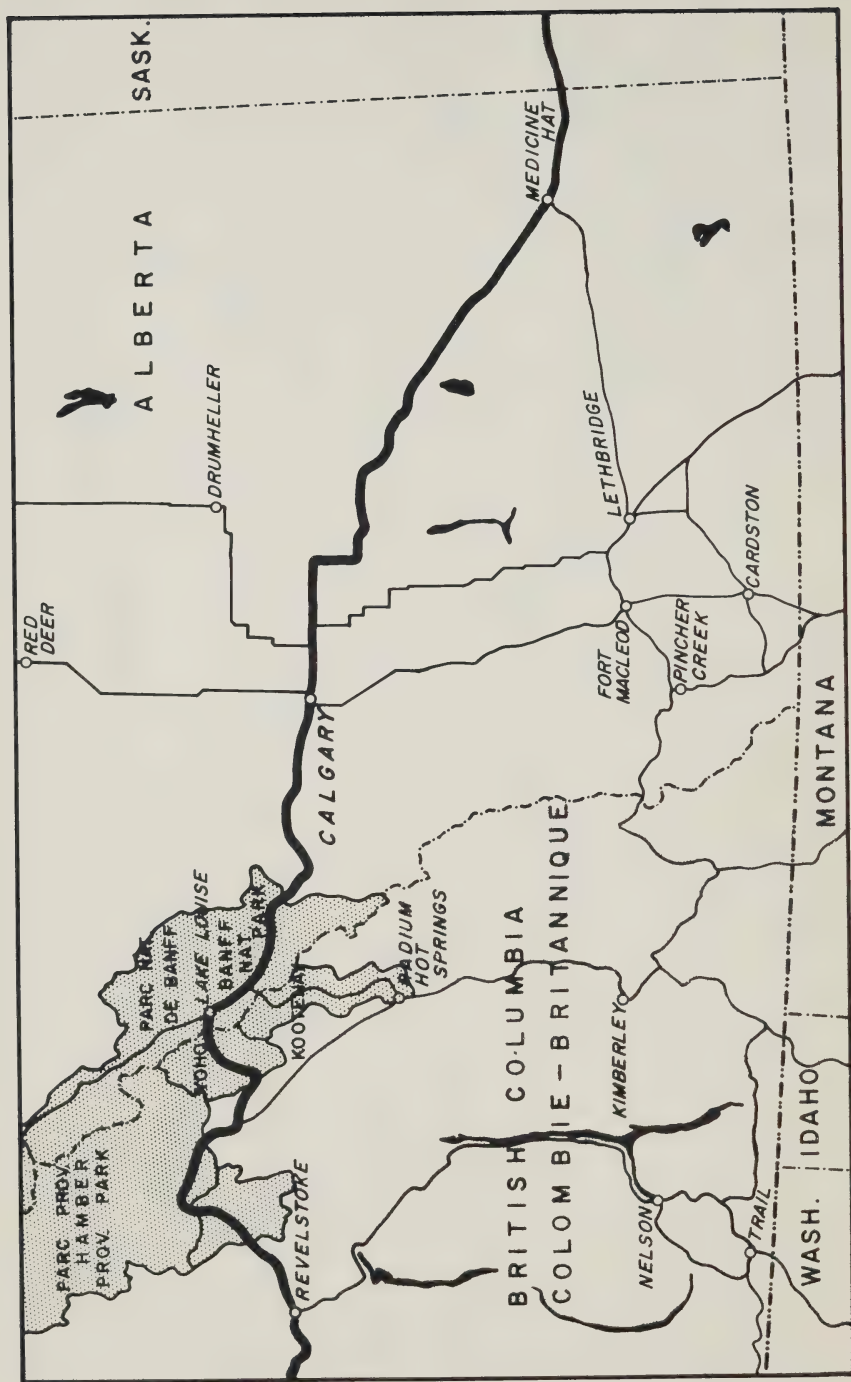 PARC PROV.
HAMBER
PROV. PARK
PARC NAT.
DE BANFF
LAKE LOUISE
BANFF
NAT.
PARK
YOHO
KOOTENAY
RADIUM
HOT
SPRINGS
REVELSTOKE
RED
DEER
DRUMHELLER
CALGARY
ALBERTA
SASK.
MEDICINE
HAT
LETHBRIDGE
FORT
MACLEOD
PINCHER
CREEK
CARDSTON
BRITISH COLUMBIA
COLOMBIE-BRITANNIQUE
KIMBERLEY
NELSON
TRAIL
WASH.
IDAHO
MONTANA